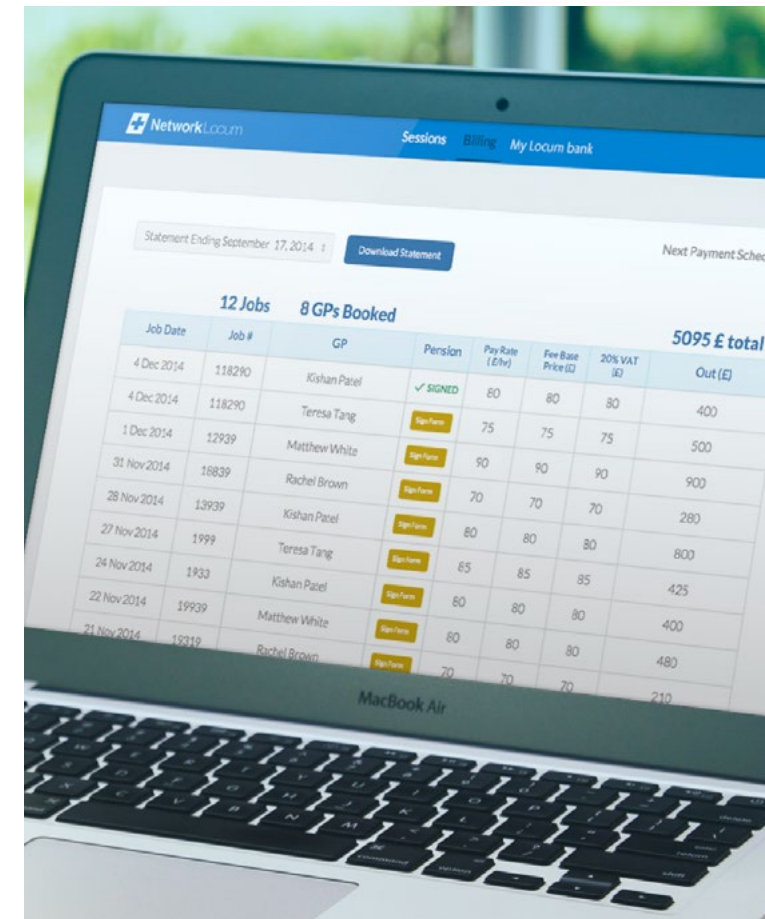 NetworkLocum Sessions Billing My Locum bank
Statement Ending September 17, 2014 Download Statement Next Payment
12 Jobs 8 GPs Booked 5095 £ total
Job Date Job # GP Pension Pay Rate (£/hr) Fee Base Price (£) 20% VAT (£) Out (£)
4 Dec 2014 118290 Kishan Patel ✓ SIGNED 80 80 80 400
4 Dec 2014 118290 Teresa Tang Sign Form 75 75 75 500
1 Dec 2014 12939 Matthew White Sign Form 90 90 90 900
31 Nov 2014 18839 Rachel Brown Sign Form 70 70 70 280
28 Nov 2014 13939 Kishan Patel Sign Form 80 80 80 800
27 Nov 2014 1999 Teresa Tang Sign Form 85 85 85 425
24 Nov 2014 1933 Kishan Patel Sign Form 80 80 80 400
22 Nov 2014 19939 Matthew White Sign Form 80 80 80 480
21 Nov 2014 19319 Rachel Brown Sign Form 70 70 70 210
MacBook Air
command option shift
delete
return